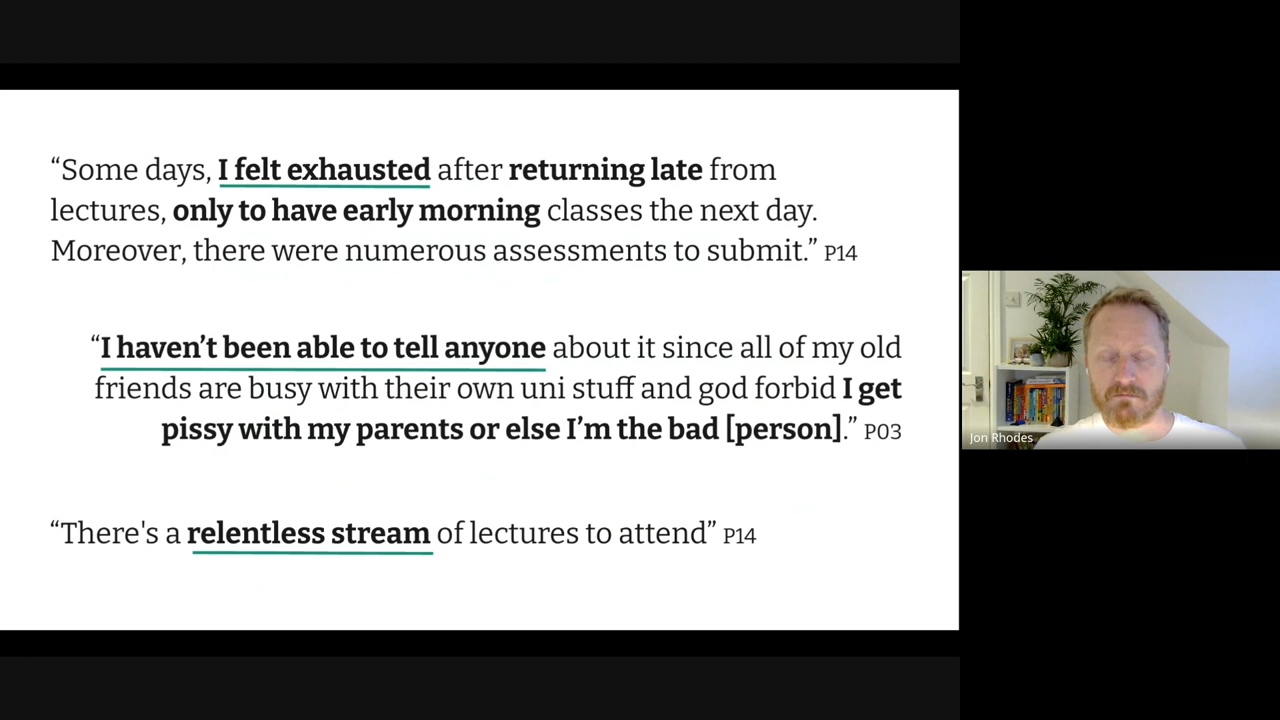 “Some days, I felt exhausted after returning late from
lectures, only to have early morning classes the next day.
Moreover, there were numerous assessments to submit.” P14
“I haven’t been able to tell anyone about it since all of my old
friends are busy with their own uni stuff and god forbid I get
pissy with my parents or else I’m the bad [person].” P03
“There's a relentless stream of lectures to attend” P14
Jon Rhodes